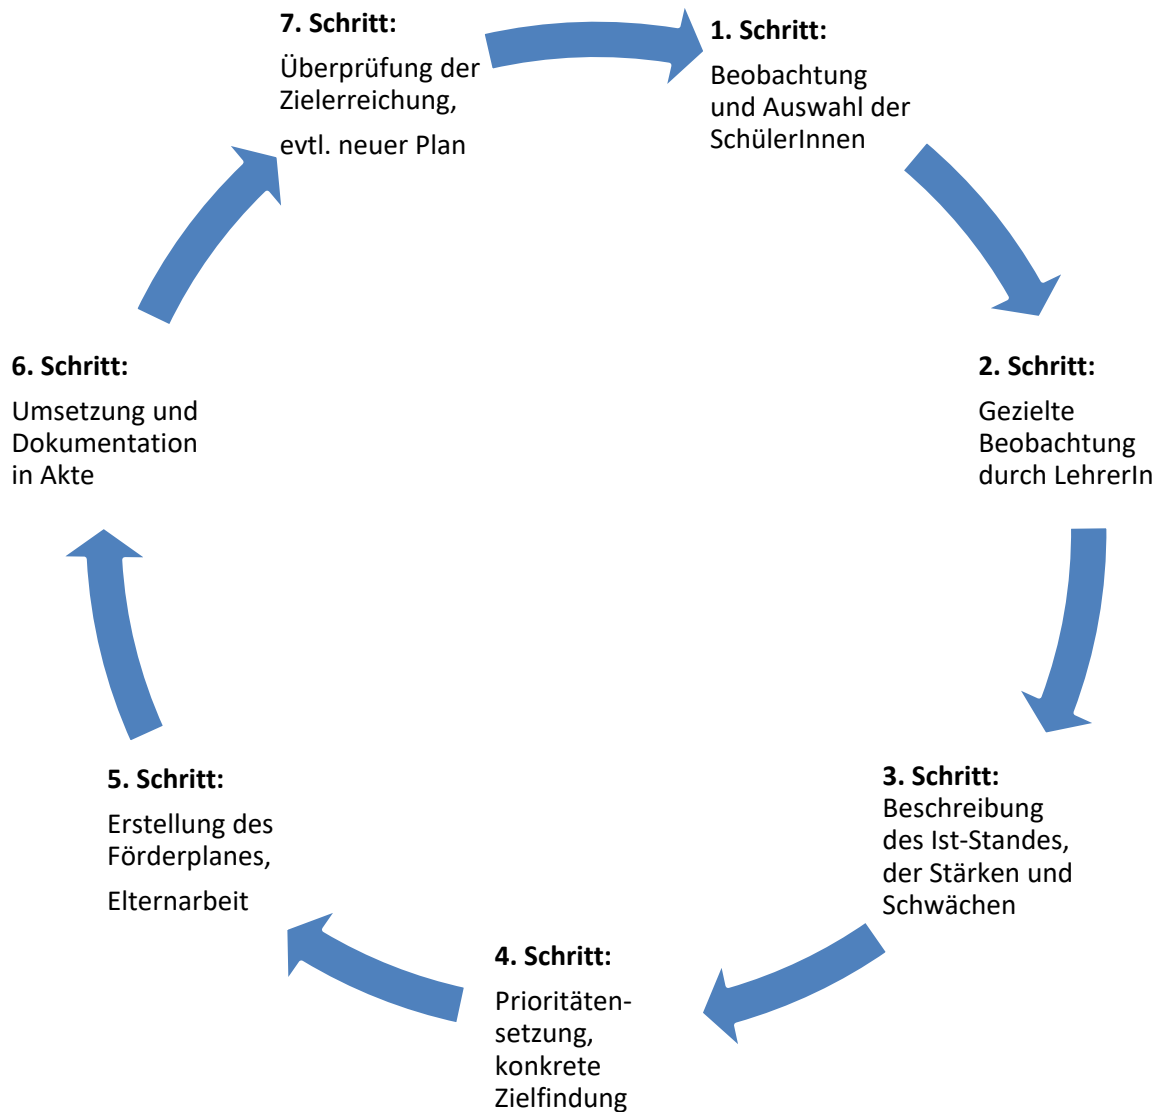 7. Schritt:
Überprüfung der
Zielerreichung,
evtl. neuer Plan
1. Schritt:
Beobachtung
und Auswahl der
SchülerInnen
6. Schritt:
Umsetzung und
Dokumentation
in Akte
2. Schritt:
Gezielte
Beobachtung
durch LehrerIn
5. Schritt:
Erstellung des
Förderplanes,
Elternarbeit
3. Schritt:
Beschreibung
des Ist-Standes,
der Stärken und
Schwächen
4. Schritt:
Prioritäten-
setzung,
konkrete
Zielfindung